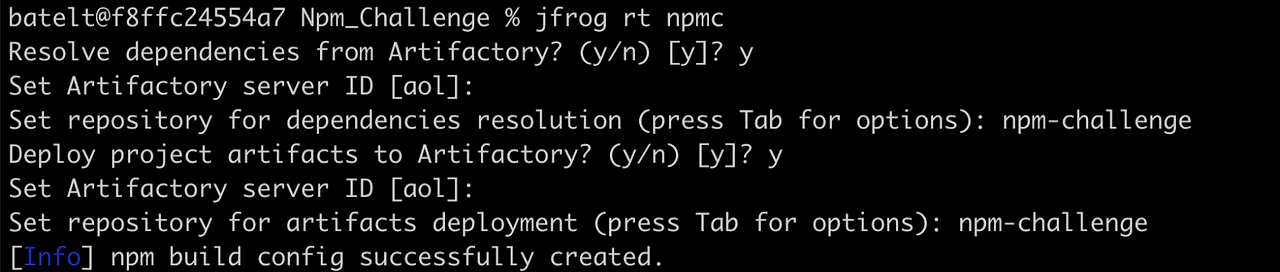 batelt@f8ffc24554a7 Npm_Challenge % jfrog rt npmc
Resolve dependencies from Artifactory? (y/n) [y]? y
Set Artifactory server ID [aol]:
Set repository for dependencies resolution (press Tab for options): npm-challenge
Deploy project artifacts to Artifactory? (y/n) [y]? y
Set Artifactory server ID [aol]:
Set repository for artifacts deployment (press Tab for options): npm-challenge
[Info] npm build config successfully created.